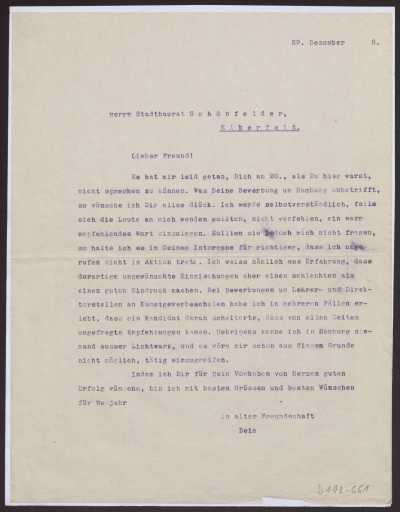 29. Dezember 8.
Herrn Stadtbaurat S c h ö n f e l d e r,
E l b e r f e l d.
Lieber Freund!
Es hat mir leid getan, Dich am 20., als Du hier warst,
nicht sprechen zu können. Was Deine Bewerbung um Hamburg anbetrifft,
so wünsche ich Dir alles Glück. Ich werde selbstverständlich, falls
sich die Leute an mich wenden sollten, nicht verfehlen, ein warm
empfehlendes Wort einzulegen. Sollten sie jedoch mich nicht fragen,
so halte ich es in Deinem Interesse für richtiger, dass ich unge
rufen nicht in Aktion trete. Ich weiss nämlich aus Erfahrung, dass
derartige ungewünschte Einmischungen eher einen schlechten als
einen guten Eindruck machen. Bei Bewerbungen um Lehrer- und Direk-
torstellen an Kunstgewerbeschulen habe ich in mehreren Fällen er-
lebt, dass ein Kandidat daran scheiterte, dass von allen Seiten
ungefragte Empfehlungen kamen. Uebrigens kenne ich in Hamburg nie-
mand ausser Lichtwark, und es wäre mir schon aus diesem Grunde
nicht möglich, tätig einzugreifen.
Indem ich Dir für Dein Vorhaben von Herzen guten
Erfolg wünsche, bin ich mit besten Grüssen und besten Wünschen
für Neujahr
in alter Freundschaft
Dein
D102-661